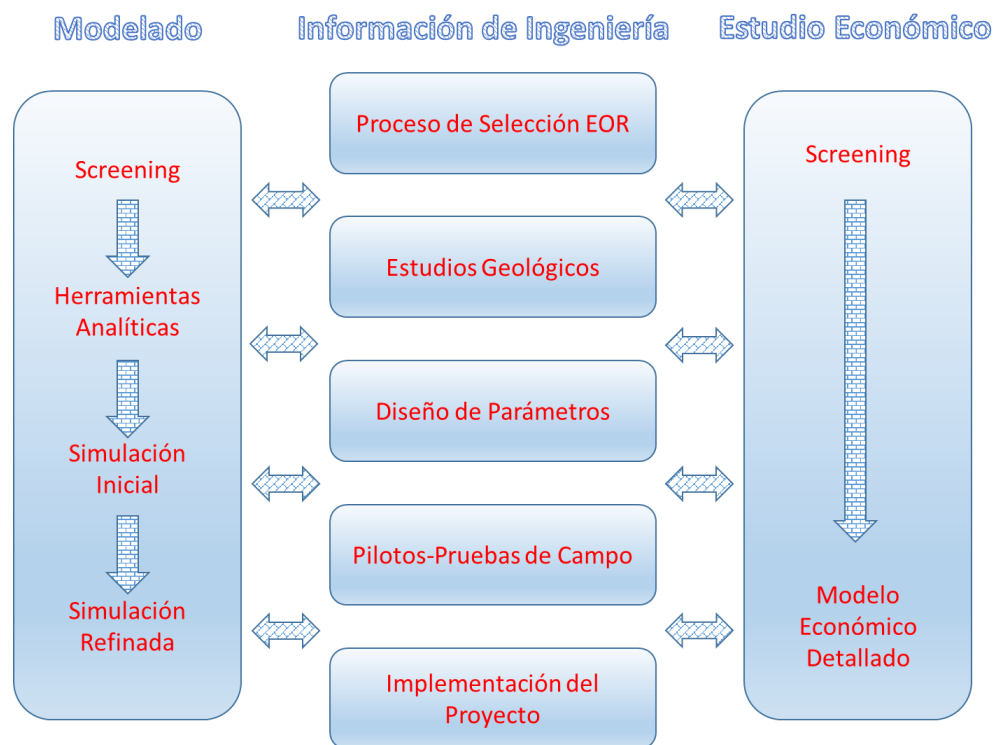 Modelado
Información de Ingeniería
Estudio Económico
Screening
Herramientas
Analíticas
Simulación
Inicial
Simulación
Refinada
Proceso de Selección EOR
Estudios Geológicos
Diseño de Parámetros
Pilotos-Pruebas de Campo
Implementación del
Proyecto
Screening
Modelo
Económico
Detallado